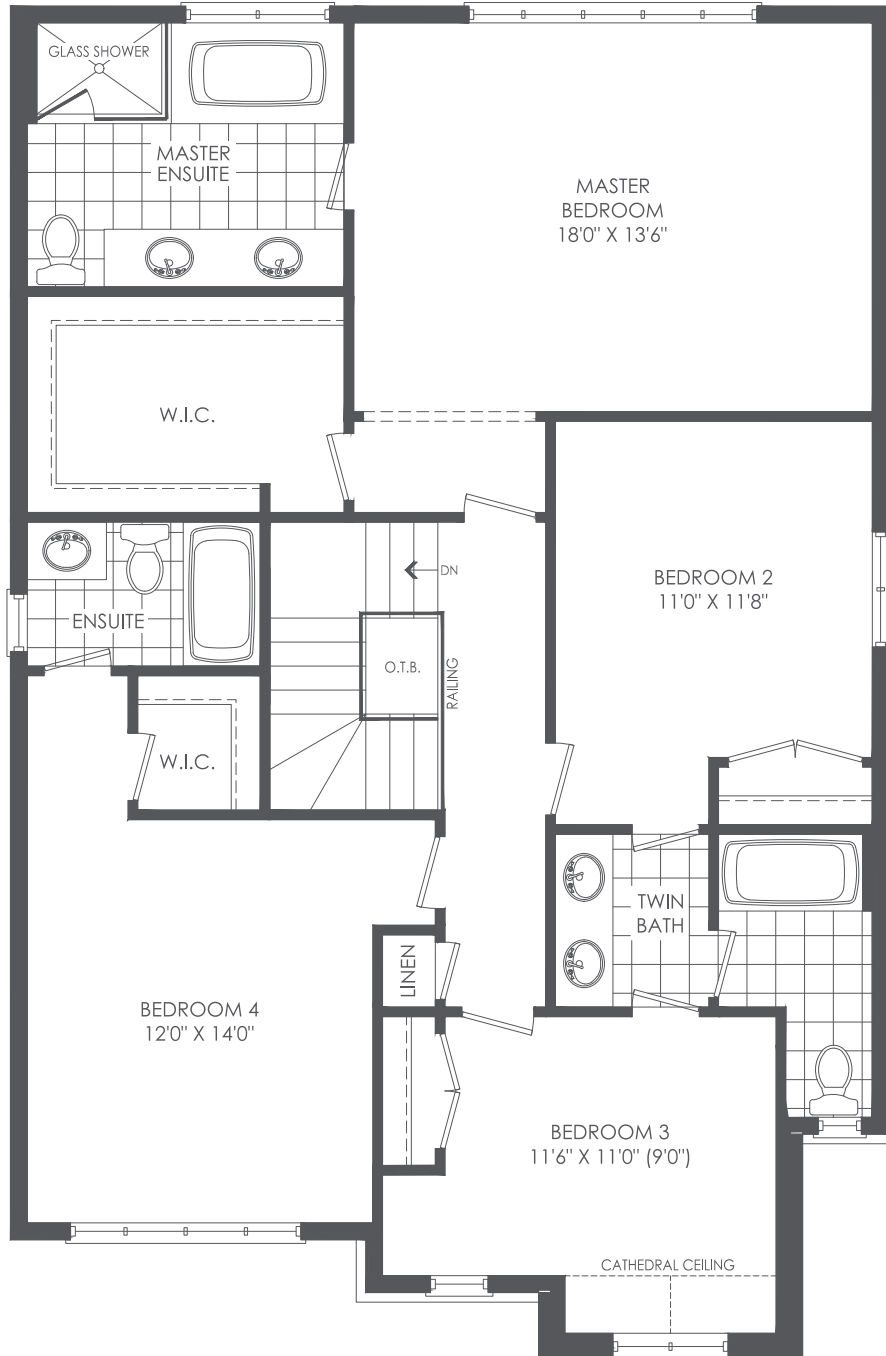 GLASS SHOWER
MASTER
ENSUITE
MASTER
BEDROOM
18'0" X 13'6"
W.I.C.
DN
BEDROOM 2
11'0" X 11'8"
ENSUITE
O.T.B.
RAILING
W.I.C.
TWIN
BATH
LINEN
BEDROOM 4
12'0" X 14'0"
BEDROOM 3
11'6" X 11'0" (9'0")
CATHEDRAL CEILING